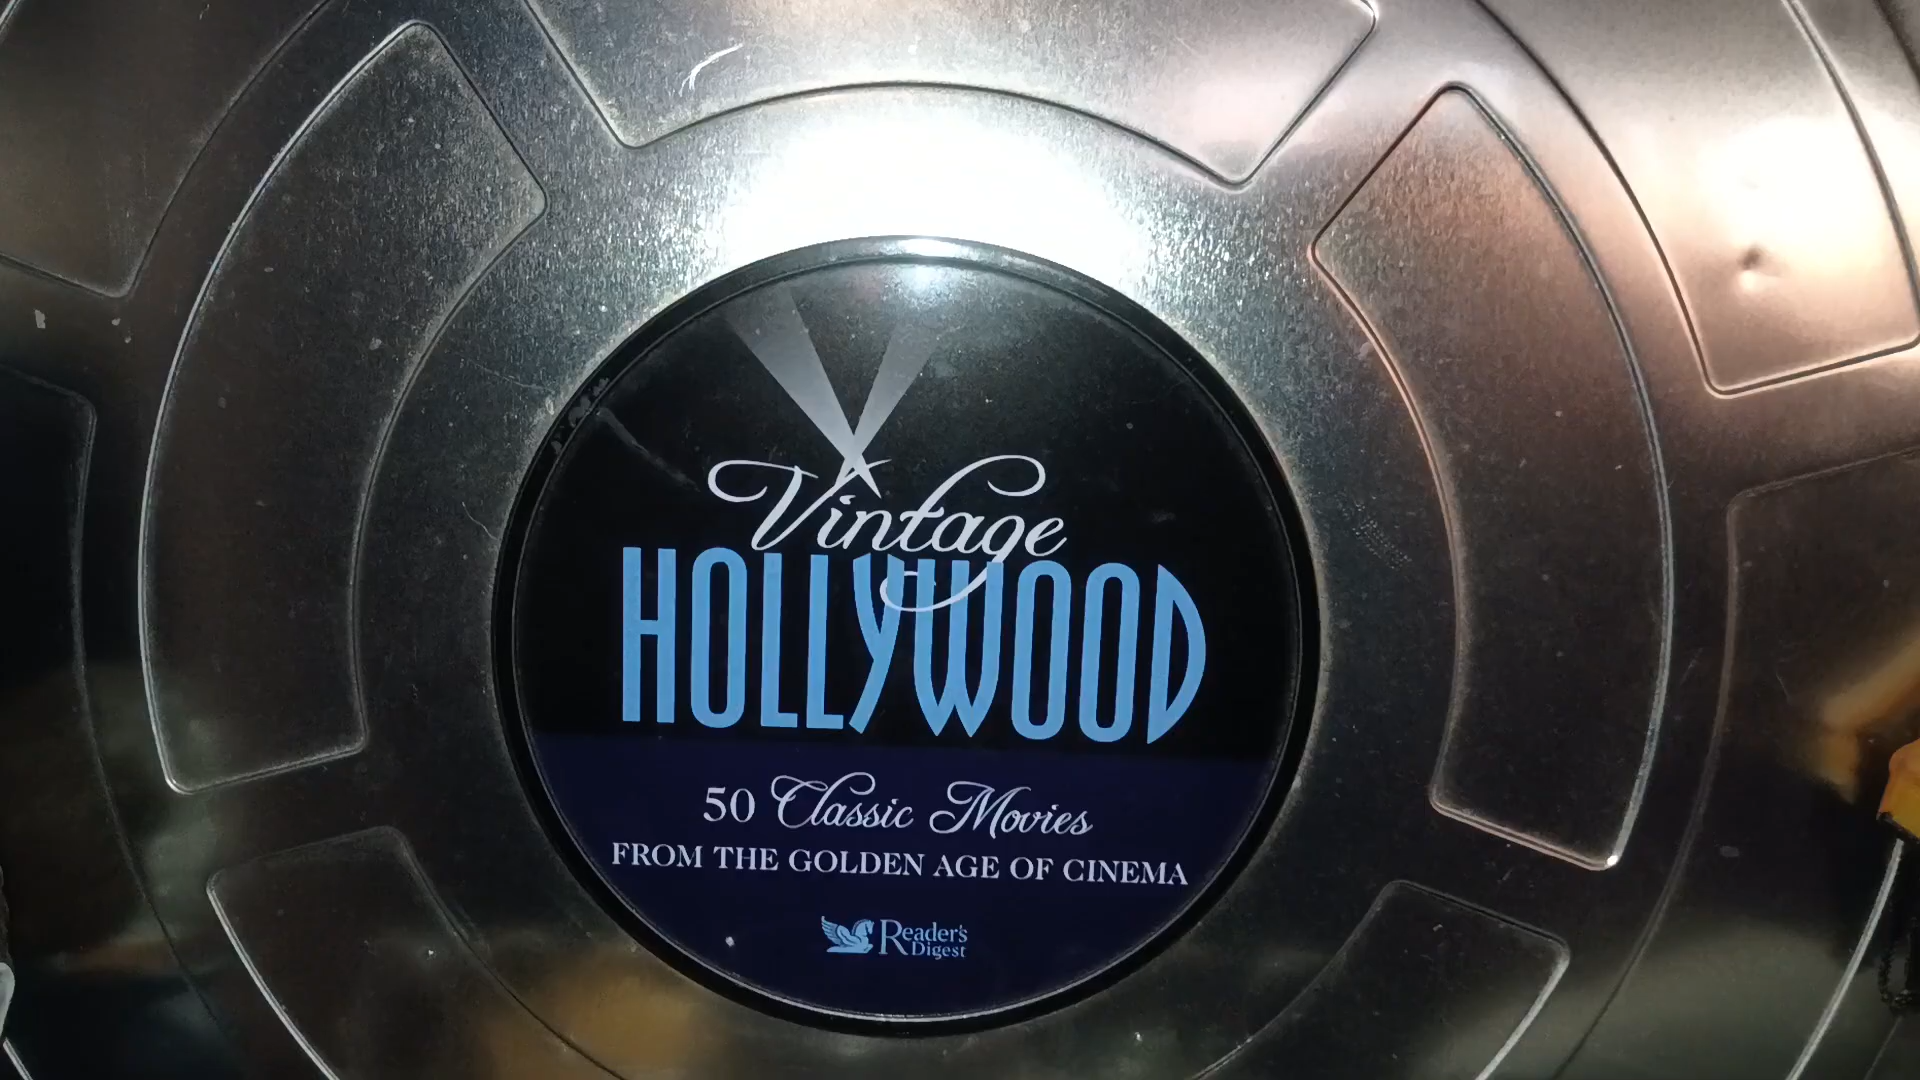 Vintage
HOLLYWOOD
50 Classic Movies
FROM THE GOLDEN AGE OF CINEMA
Reader's
Digest